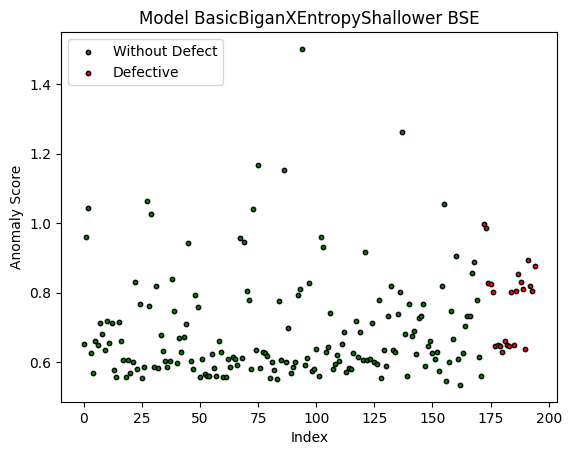 Model BasicBiganXEntropyShallower BSE
Without Defect
Defective
1.4
1.2
1.0
0.8
0.6
Anomaly Score
0
25
50
75
100
125
150
175
200
Index